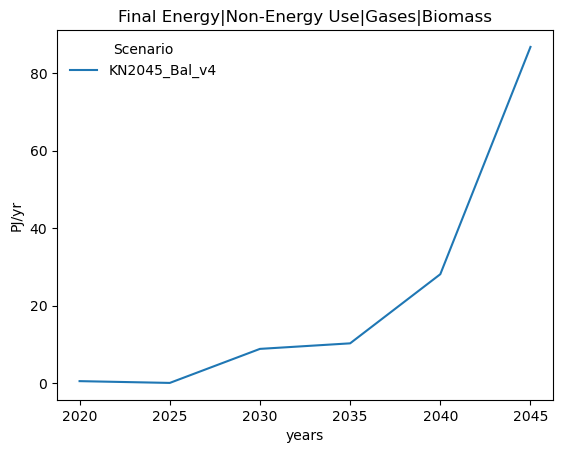 Final Energy|Non-Energy Use|Gases|Biomass
Scenario
KN2045_Bal_v4
PJ/yr
80
60
40
20
0
2020 2025 2030 2035 2040 2045
years